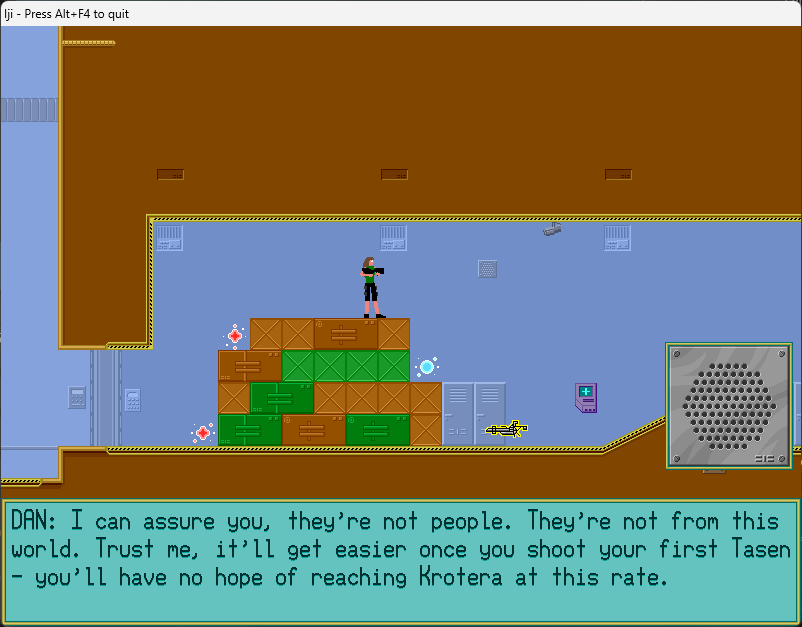 Iji - Press Alt+F4 to quit
DAN: I can assure you, they're not people. They're not from this
world. Trust me, it'll get easier once you shoot your first Tasen
- you'll have no hope of reaching Krotera at this rate.